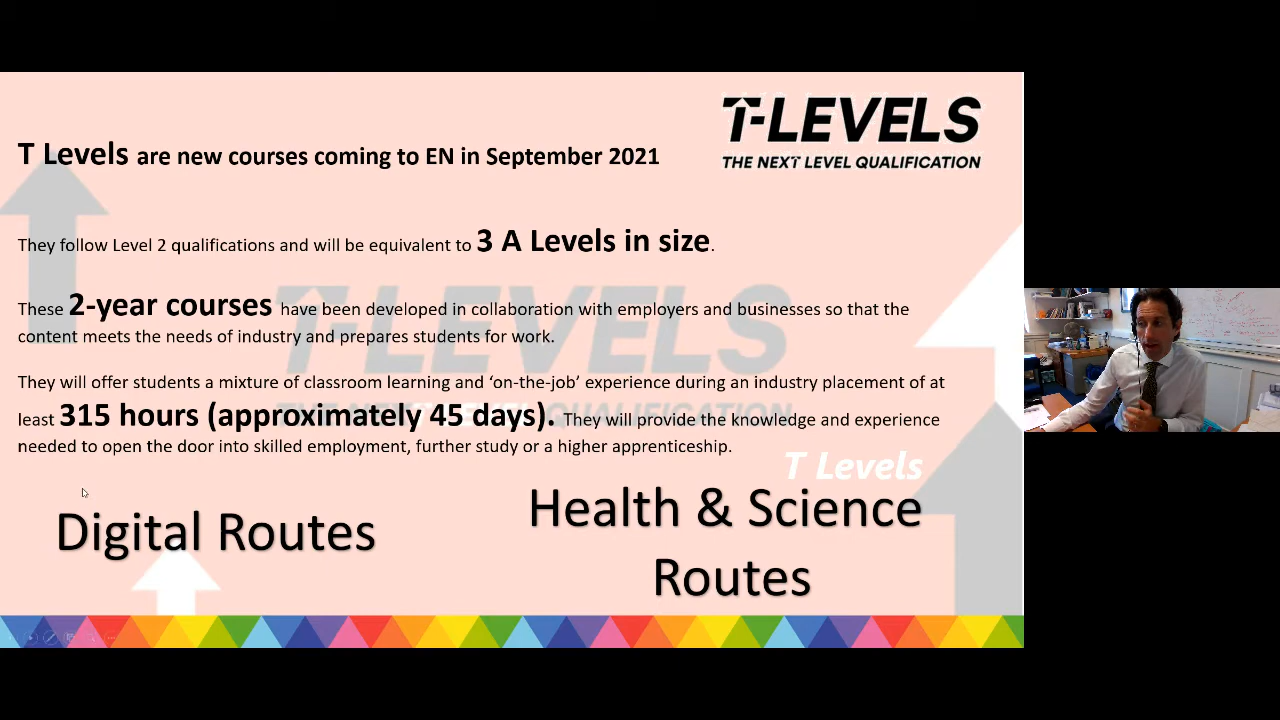 T-LEVELS
THE NEXT LEVEL QUALIFICATION
T Levels are new courses coming to EN in September 2021
They follow Level 2 qualifications and will be equivalent to 3 A Levels in size.
These 2-year courses have been developed in collaboration with employers and businesses so that the
content meets the needs of industry and prepares students for work.
They will offer students a mixture of classroom learning and ‘on-the-job’ experience during an industry placement of at
least 315 hours (approximately 45 days). They will provide the knowledge and experience
needed to open the door into skilled employment, further study or a higher apprenticeship.
T Levels
Digital Routes
Health & Science
Routes
T-LEVELS
THE NEXT LEVEL QUALIFICATION